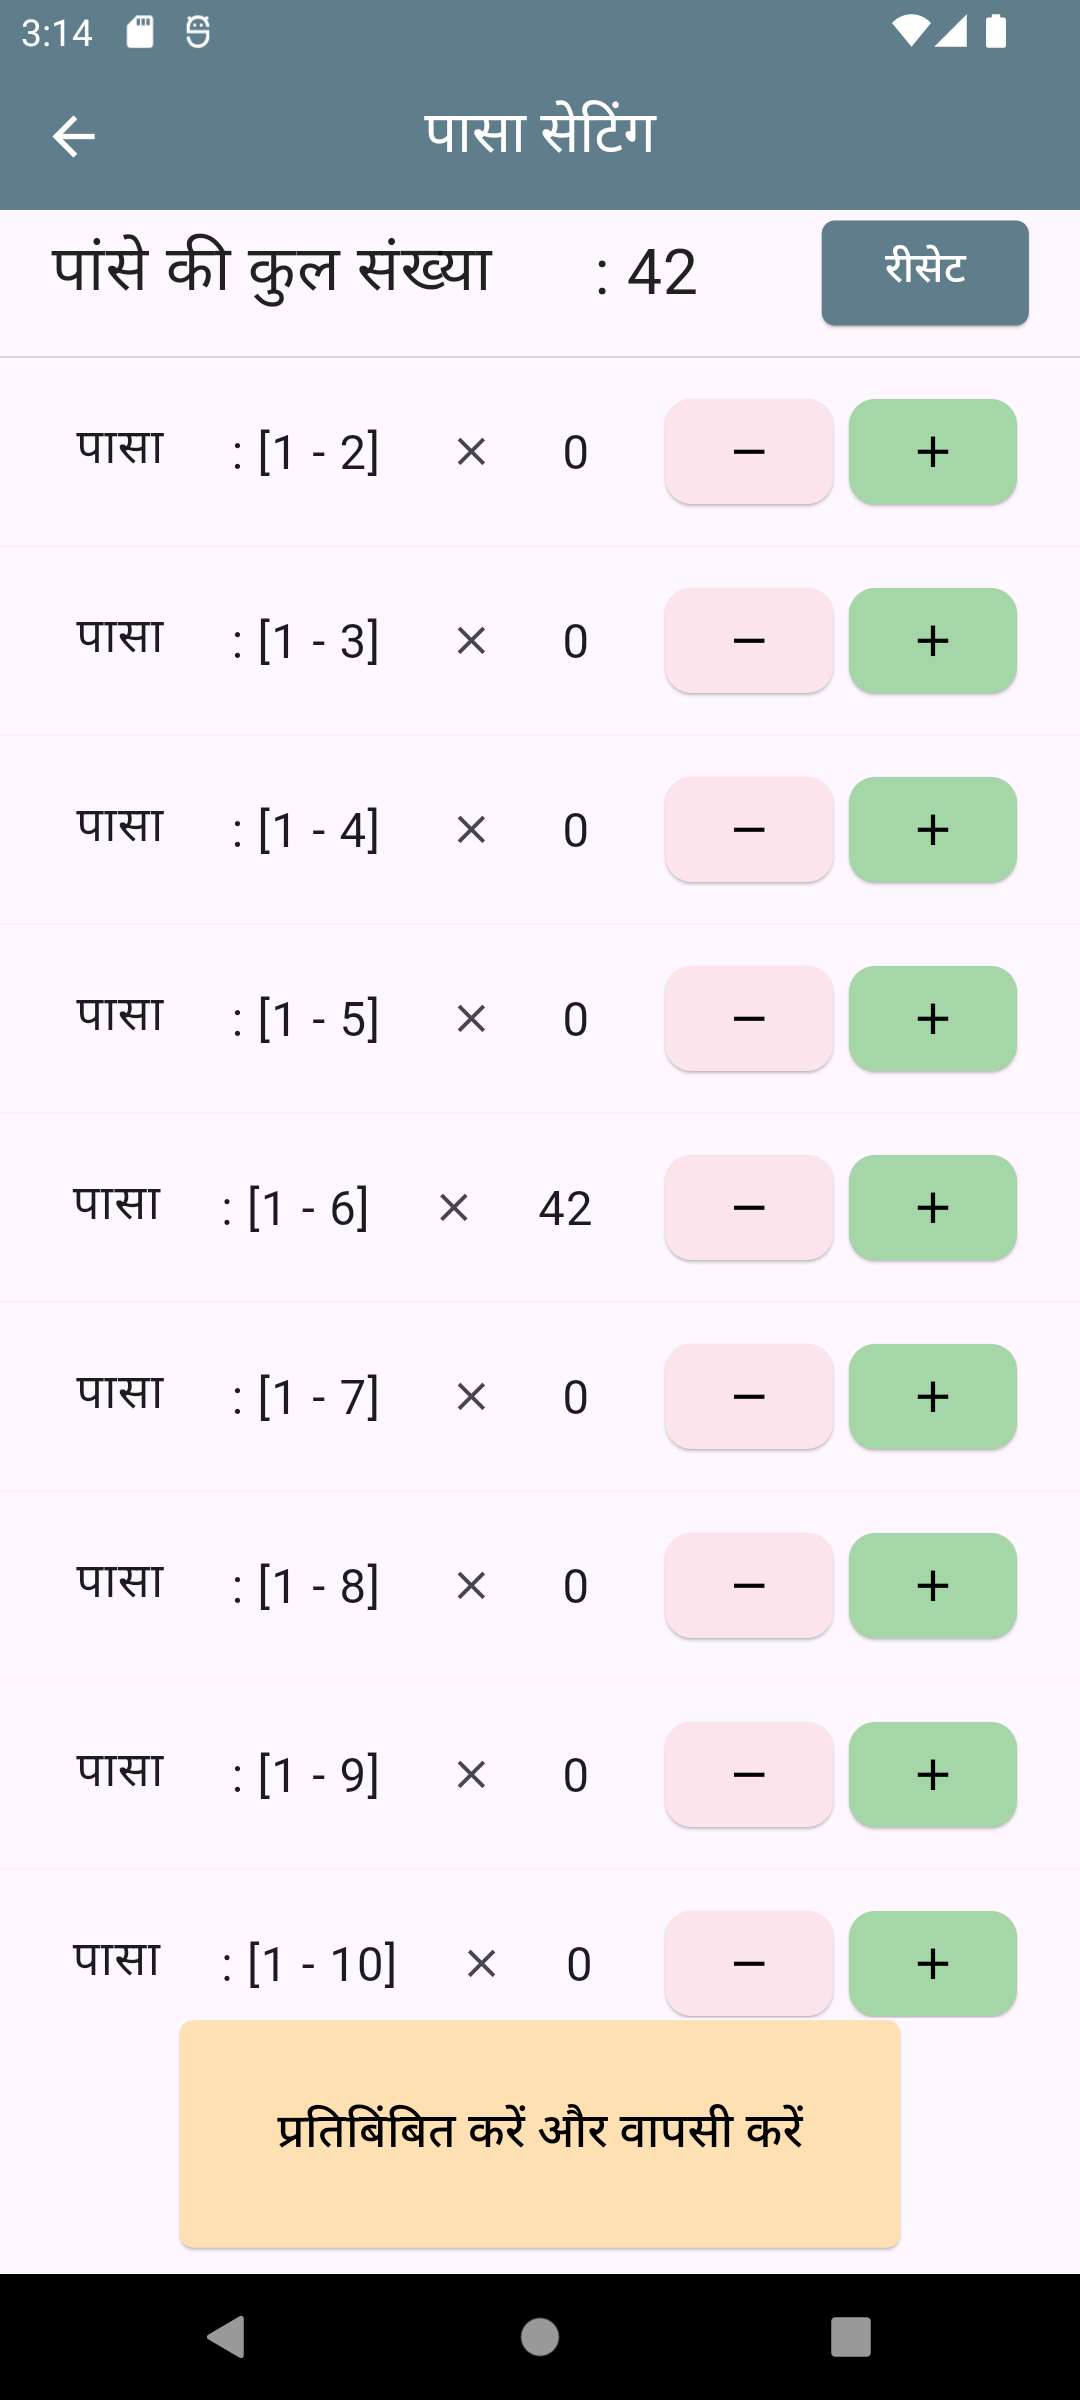 3:14
पासा सेटिंग
पांसे की कुल संख्या : 42 रीसेट
पासा : [1 - 2] × 0 − +
पासा : [1 - 3] × 0 − +
पासा : [1 - 4] × 0 − +
पासा : [1 - 5] × 0 − +
पासा : [1 - 6] × 42 − +
पासा : [1 - 7] × 0 − +
पासा : [1 - 8] × 0 − +
पासा : [1 - 9] × 0 − +
पासा : [1 - 10] × 0 − +
प्रतिबिंबित करें और वापसी करें